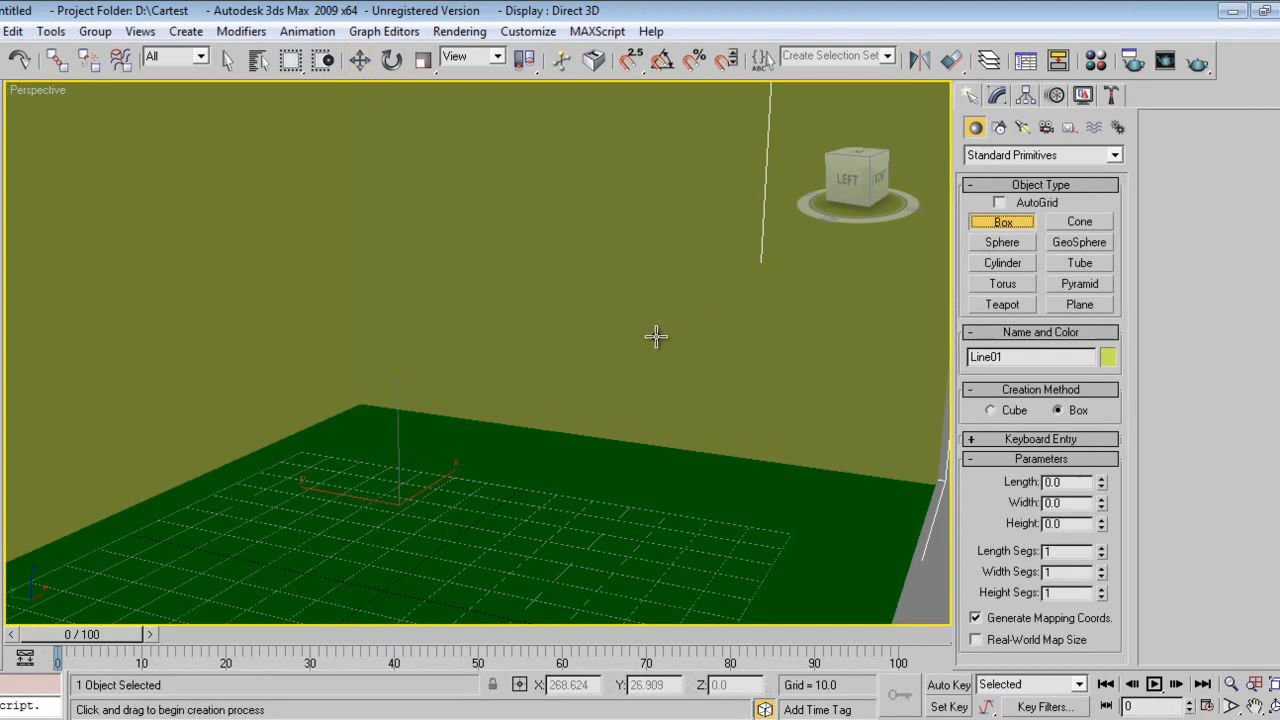 ntitled    - Project Folder: D:\Cartest    - Autodesk 3ds Max  2009 x64  - Unregistered Version    - Display : Direct 3D
Edit Tools Group Views Create Modifiers Animation Graph Editors Rendering Customize MAXScript Help
All View 2.5 ABC Create Selection Set
Perspective
LEFT FRONT
Standard Primitives
- Object Type
AutoGrid
Box Cone
Sphere GeoSphere
Cylinder Tube
Torus Pyramid
Teapot Plane
- Name and Color
Line01
- Creation Method
Cube Box
+ Keyboard Entry
- Parameters
Length: 0.0
Width: 0.0
Height: 0.0
Length Segs: 1
Width Segs: 1
Height Segs: 1
Generate Mapping Coords.
Real-World Map Size
< 0 / 100 >
0 10 20 30 40 50 60 70 80 90 100
1 Object Selected X: 268.624 Y: 26.909 Z: 0.0 Grid = 10.0 Auto Key Selected
cript. Click and drag to begin creation process Add Time Tag Set Key Key Filters... 0